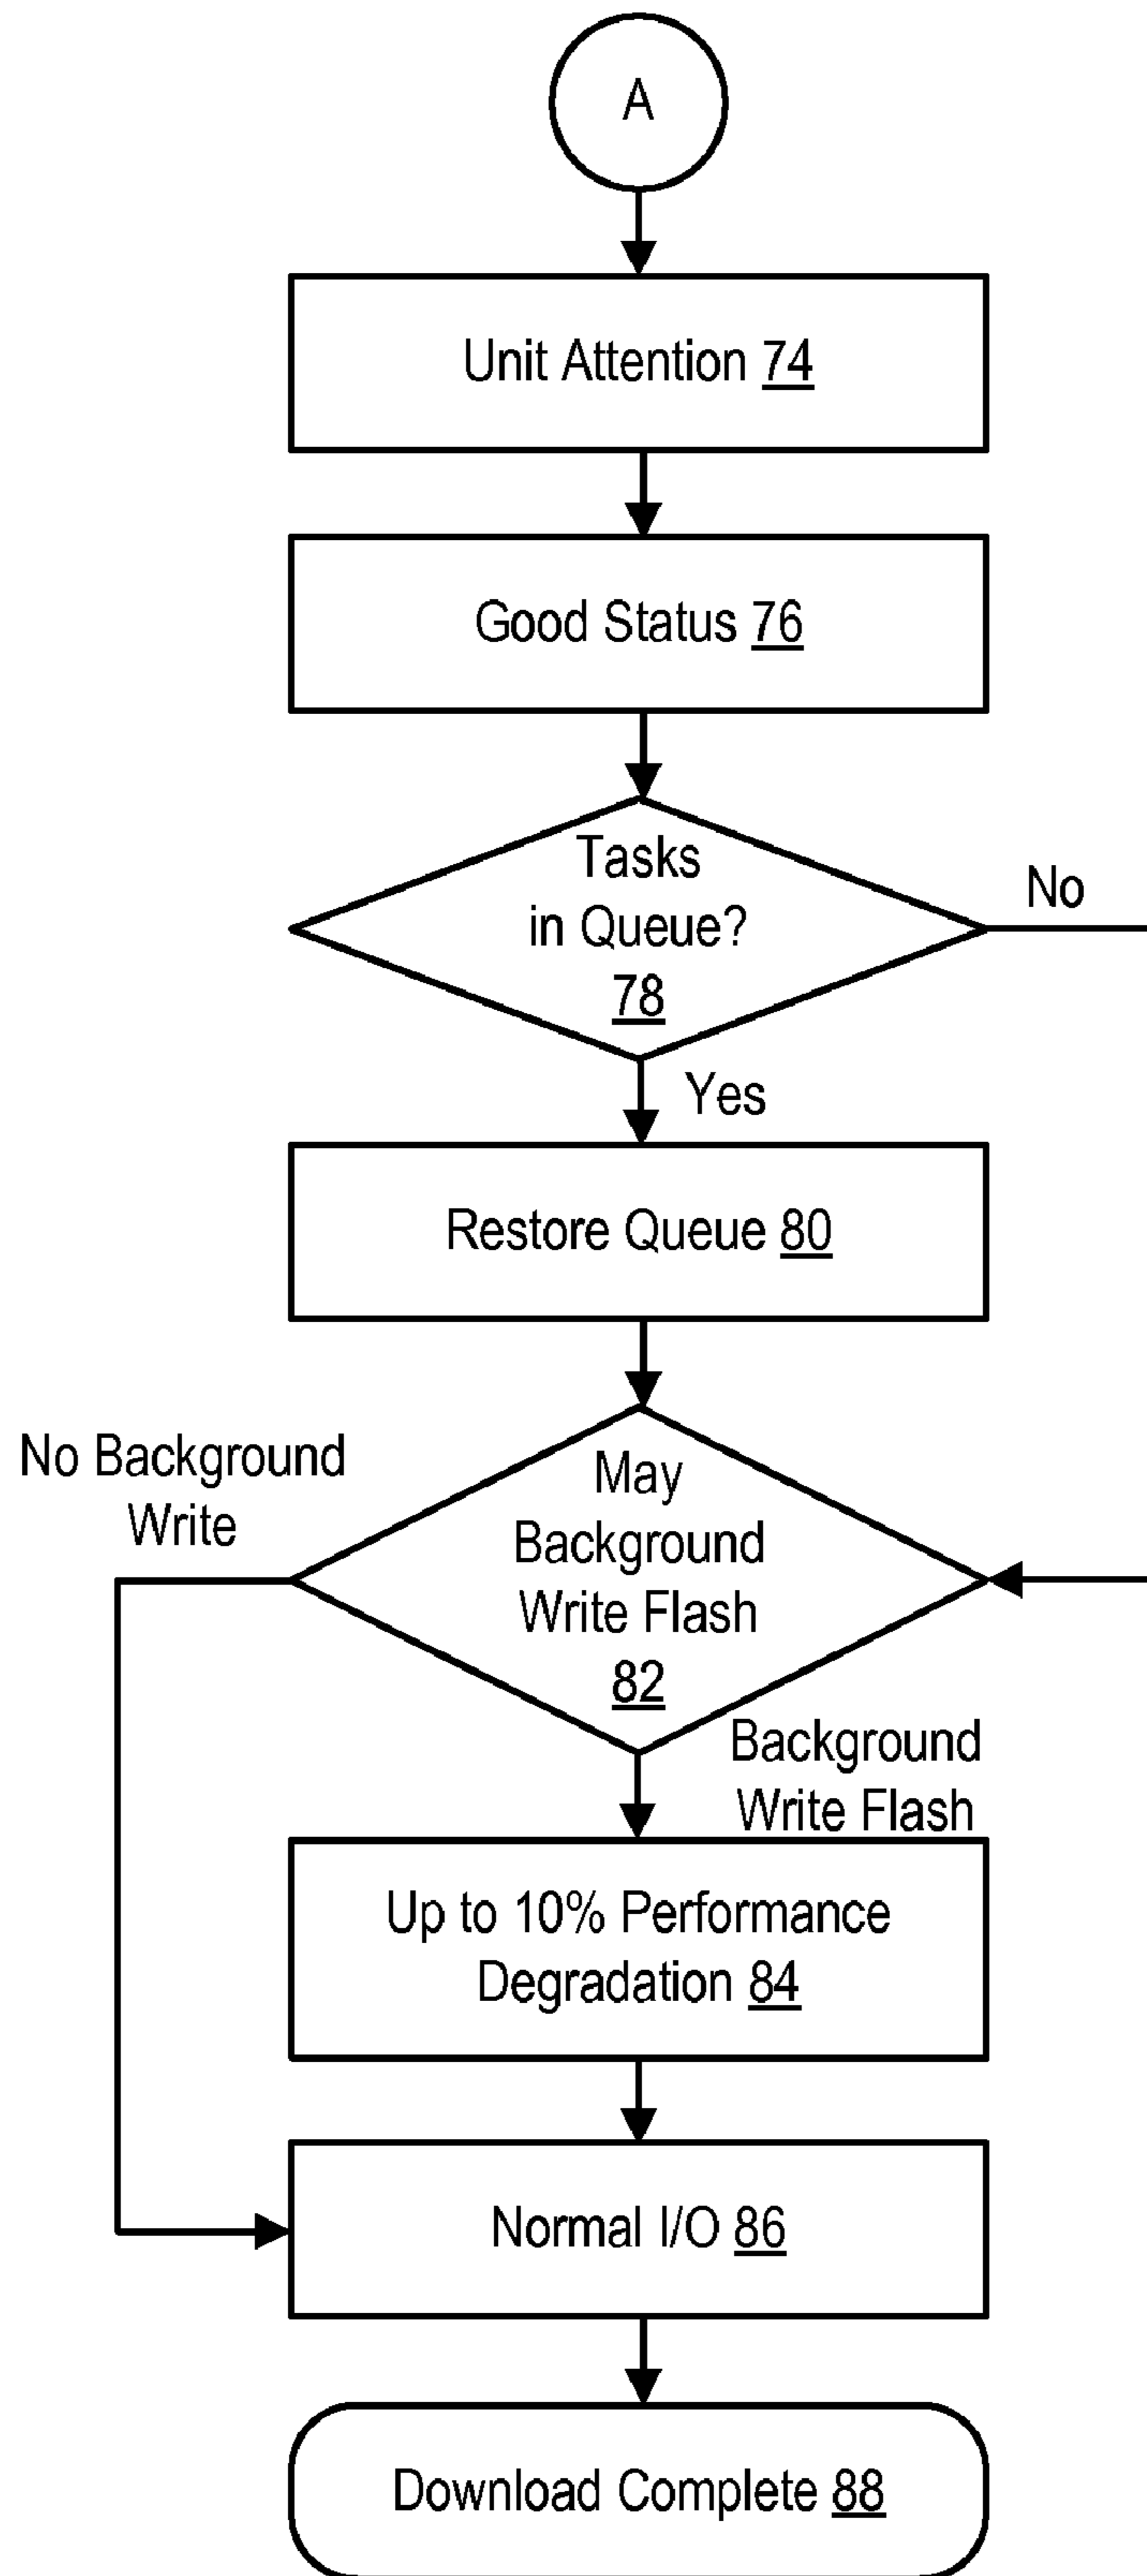 A
Unit Attention 74
Good Status 76
Tasks
in Queue?
78
No
Yes
Restore Queue 80
No Background
Write
May
Background
Write Flash
82
Background
Write Flash
Up to 10% Performance
Degradation 84
Normal I/O 86
Download Complete 88